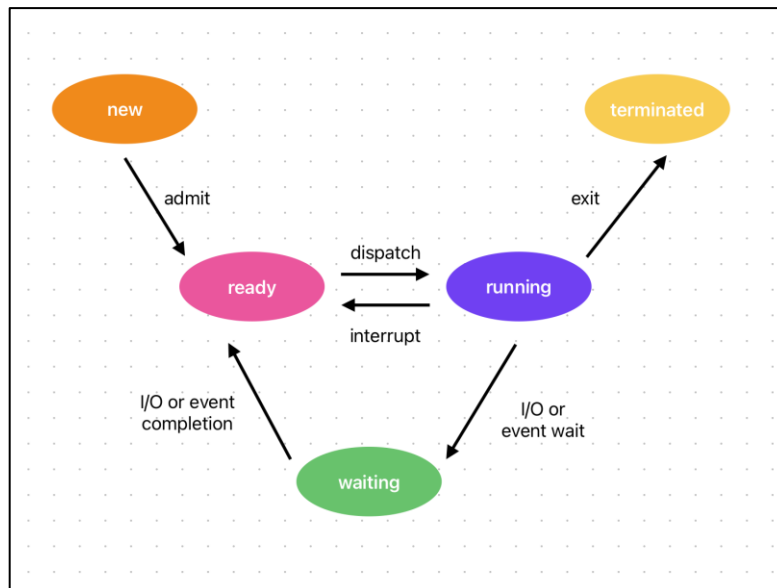 new
terminated
admit
exit
dispatch
ready
running
interrupt
I/O or event
completion
I/O or
event wait
waiting